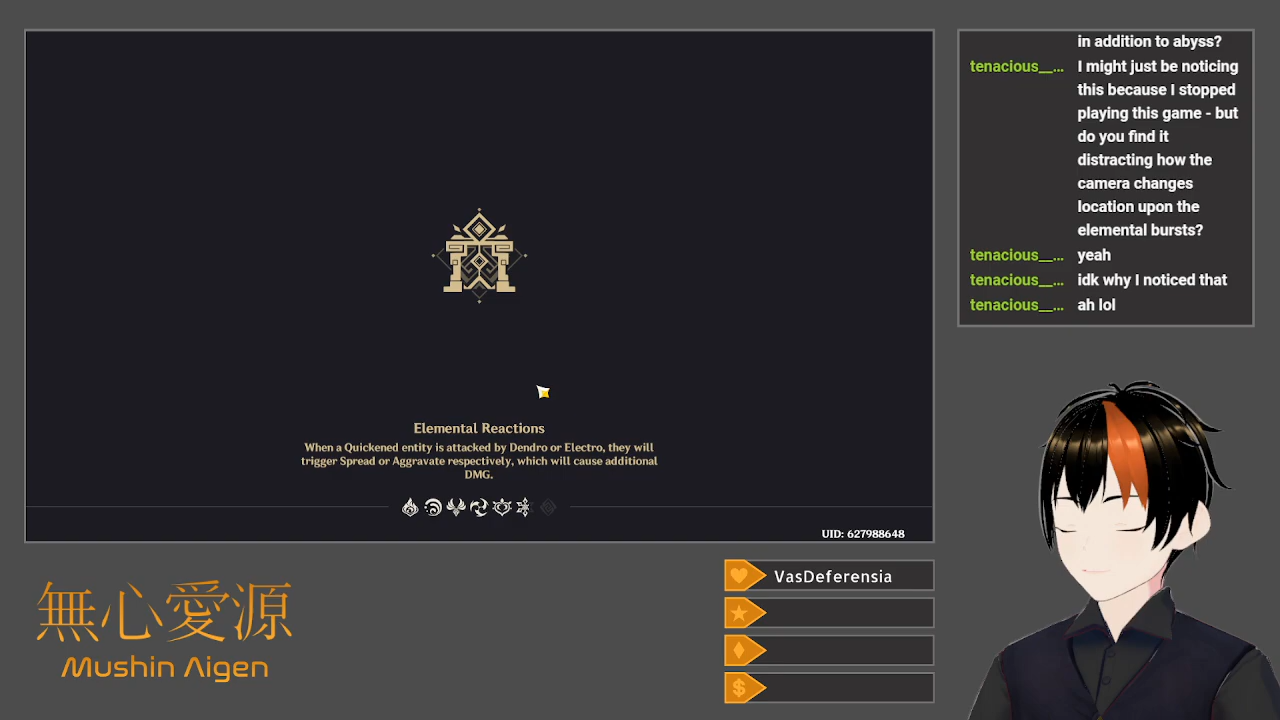 in addition to abyss?
tenacious__... I might just be noticing
this because I stopped
playing this game - but
do you find it
distracting how the
camera changes
location upon the
elemental bursts?
tenacious__... yeah
tenacious__... idk why I noticed that
tenacious__... ah lol
Elemental Reactions
When a Quickened entity is attacked by Dendro or Electro, they will
trigger Spread or Aggravate respectively, which will cause additional
DMG.
UID: 627988648
VasDeferensia
無心愛源
Mushin Aigen